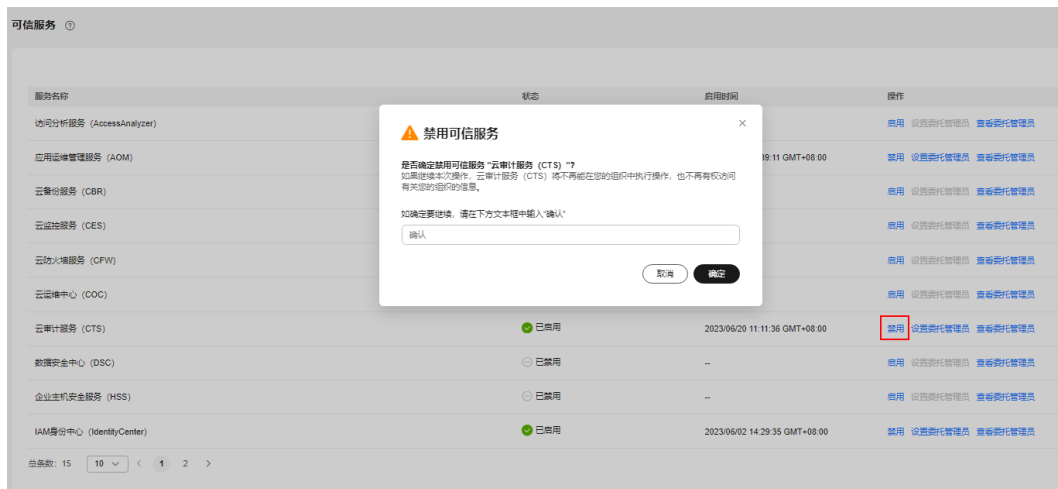 可信服务
服务名称 状态 启用时间 操作
访问分析服务（AccessAnalyzer） 启用 设置委托管理员 查看委托管理员
应用运维管理服务（AOM） 39:11 GMT+08:00 禁用 设置委托管理员 查看委托管理员
云备份服务（CBR） 启用 设置委托管理员 查看委托管理员
云监控服务（CES） 启用 设置委托管理员 查看委托管理员
云防火墙服务（CFW） 启用 设置委托管理员 查看委托管理员
云运维中心（COC） 启用 设置委托管理员 查看委托管理员
禁用可信服务
是否确定禁用可信服务 "云审计服务（CTS）"?
如果继续本次操作，云审计服务（CTS）将不再能在您的组织中执行操作，也不再有权访问
有关您的组织的信息。
如确定要继续，请在下方文本框中输入"确认"
确认
取消 确定
云审计服务（CTS） 已启用 2023/06/20 11:11:36 GMT+08:00 禁用 设置委托管理员 查看委托管理员
数据安全中心（DSC） 已禁用 -- 启用 设置委托管理员 查看委托管理员
企业主机安全服务（HSS） 已禁用 -- 启用 设置委托管理员 查看委托管理员
IAM身份中心（IdentityCenter） 已启用 2023/06/02 14:29:35 GMT+08:00 禁用 设置委托管理员 查看委托管理员
总条数: 15 10 < 1 2 >